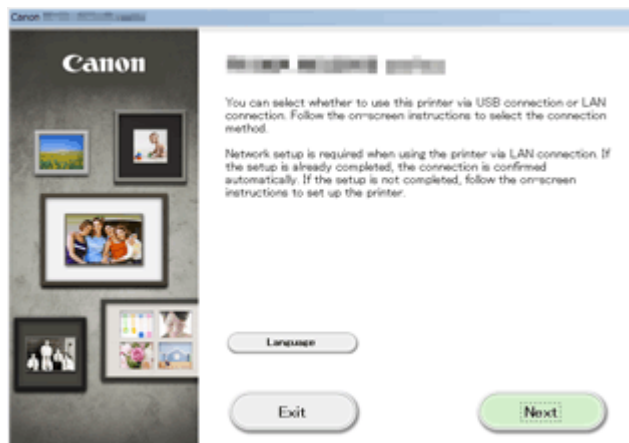 Canon
Canon
You can select whether to use this printer via USB connection or LAN
connection. Follow the on-screen instructions to select the connection
method.
Network setup is required when using the printer via LAN connection. If
the setup is already completed, the connection is confirmed
automatically. If the setup is not completed, follow the on-screen
instructions to set up the printer.
Language
Exit
Next